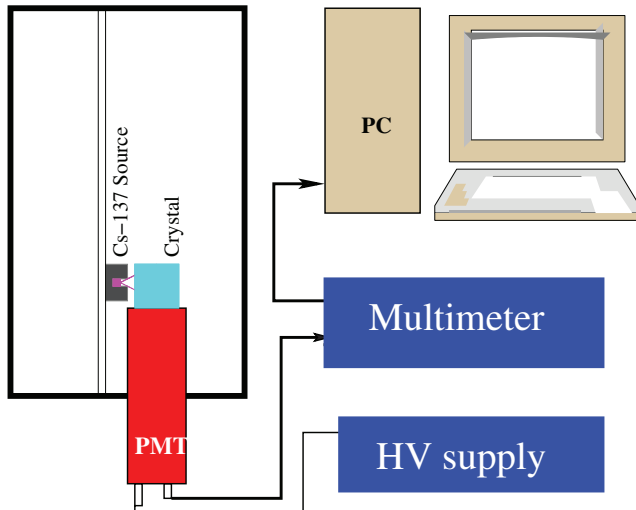 PC
Cs–137 Source
Crystal
Multimeter
PMT
HV supply